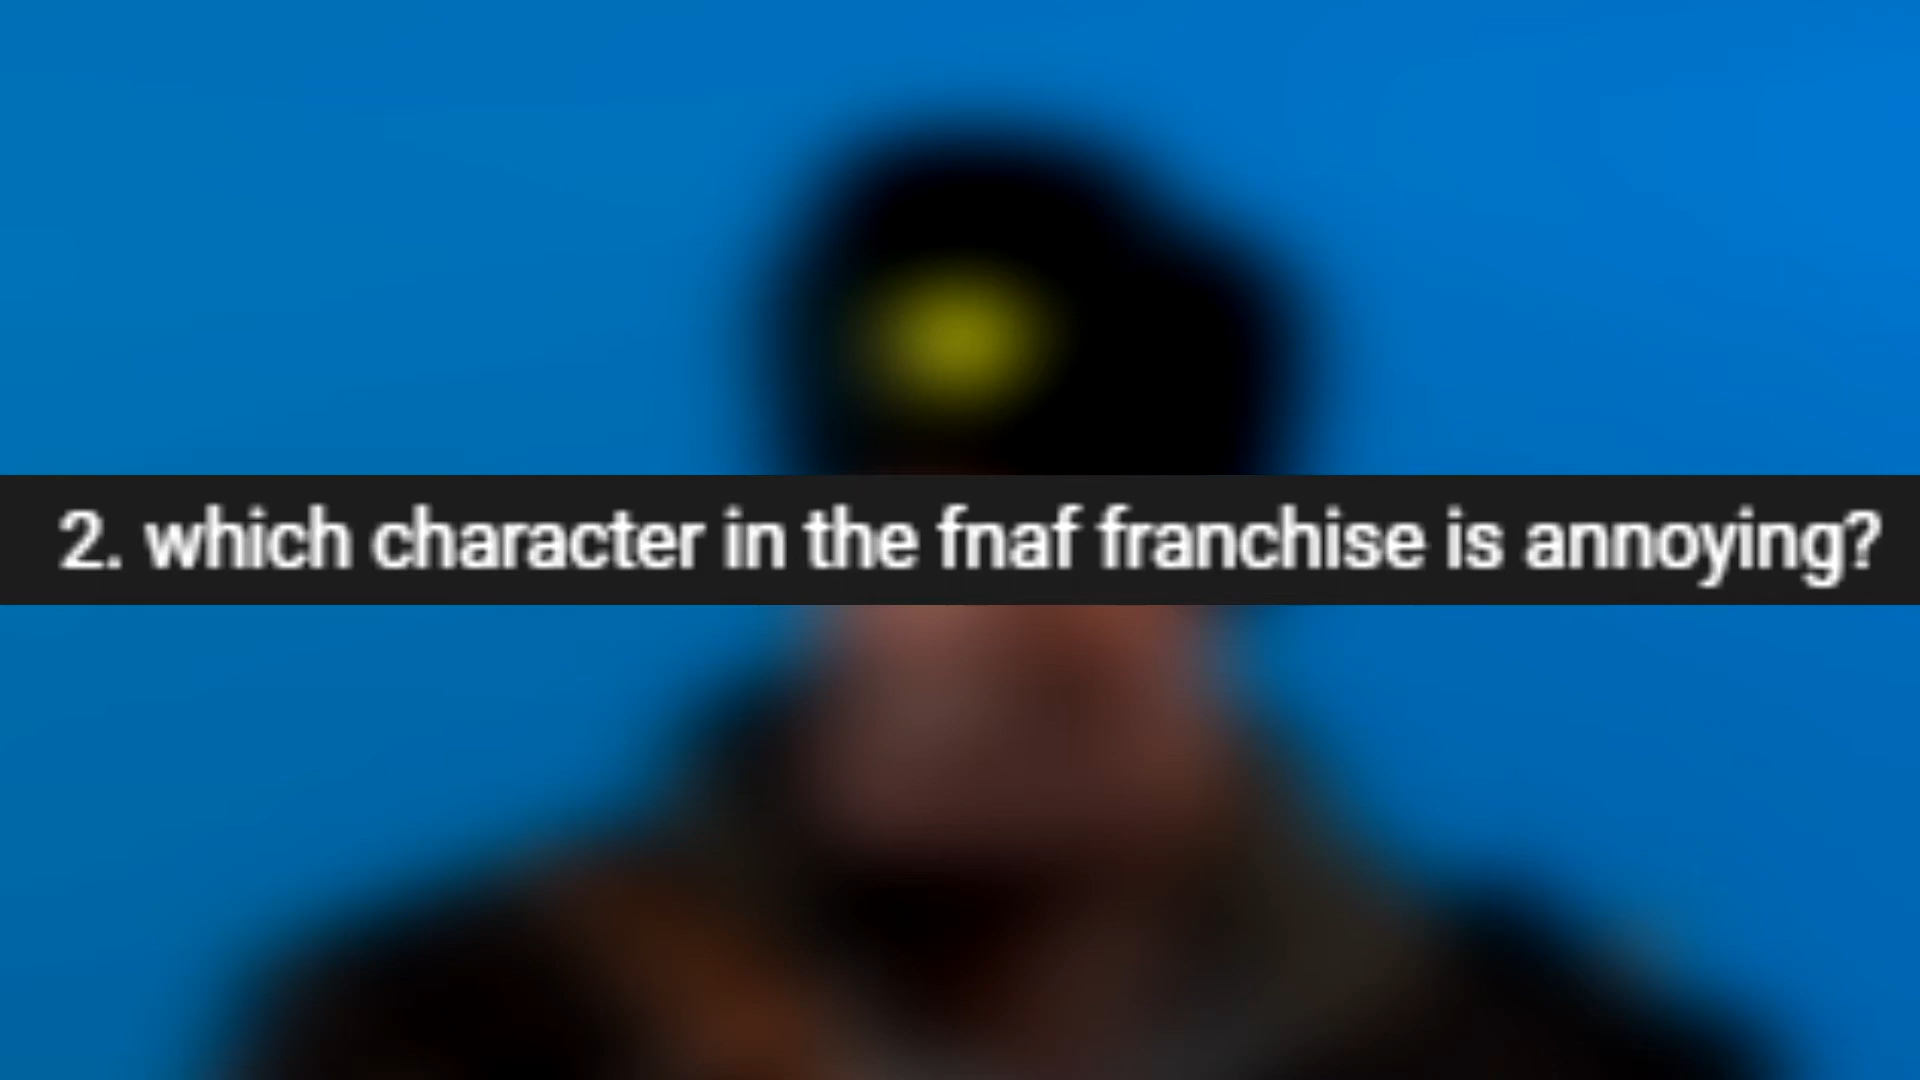 2. which character in the fnaf franchise is annoying?